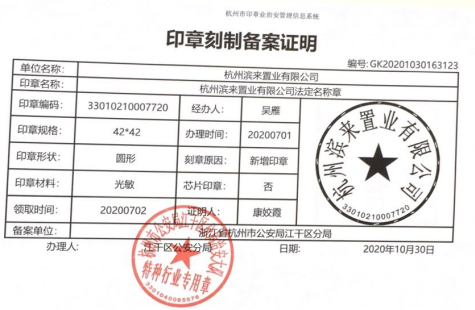 杭州市印章业治安管理信息系统
印章刻制备案证明
编号: GK20201030163123
单位名称: 杭州滨来置业有限公司
印章名称: 杭州滨来置业有限公司法定名称章
印章编码: 33010210007720 经办人: 吴雁
印章规格: 42*42 办理时间: 20200701
印章形状: 圆形 刻章原因: 新增印章
印章材料: 光敏 芯片印章: 否
领取时间: 20200702 证明人: 康姣霞
备案单位: 浙江省杭州市公安局江干区分局
办理人: 江干区公安分局 日期: 2020年10月30日
杭州滨来置业有限公司
33010210007720
特种行业专用章